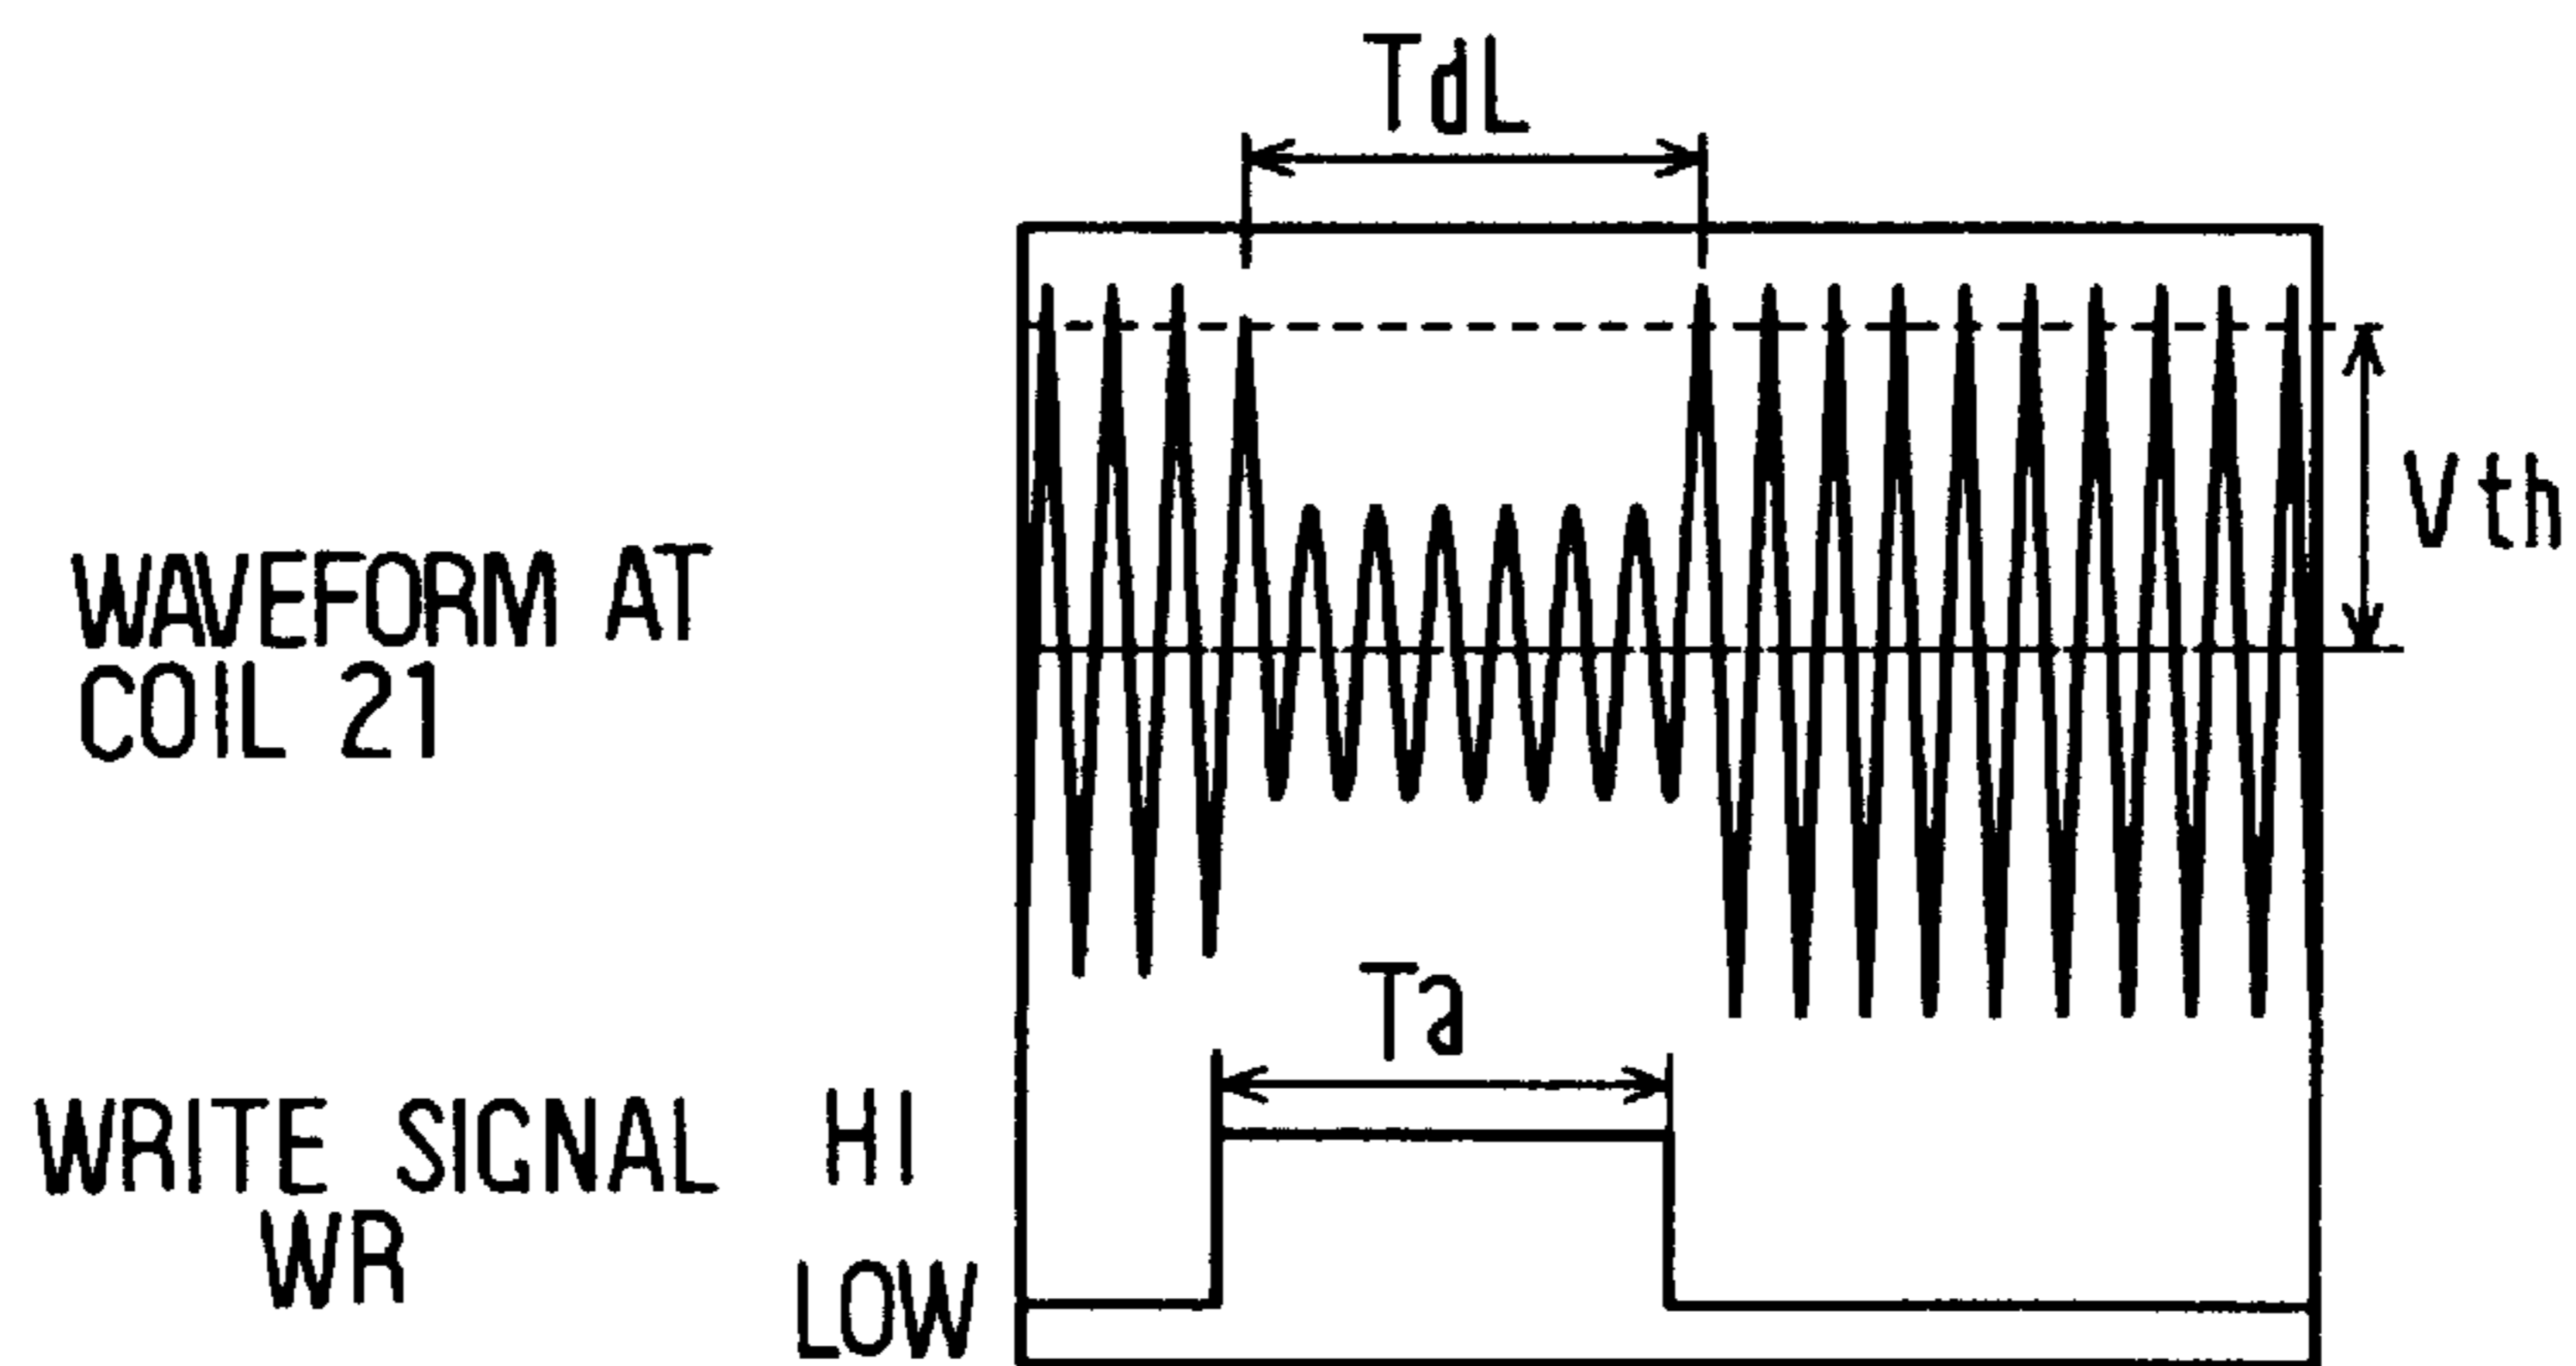 TdL
Vth
WAVEFORM AT
COIL 21
Ta
WRITE SIGNAL HI
WR
LOW